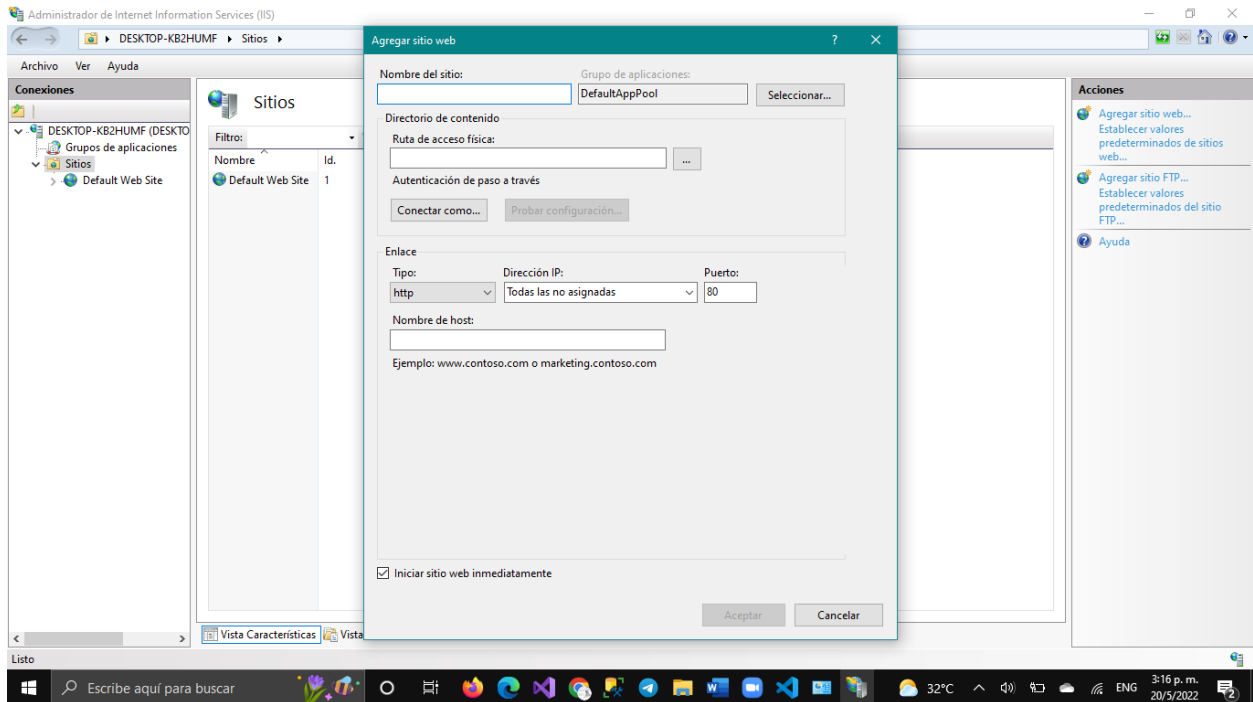 Administrador de Internet Information Services (IIS)
DESKTOP-KB2HUMF Sitios
Archivo Ver Ayuda
Conexiones
DESKTOP-KB2HUMF (DESKTO
Grupos de aplicaciones
Sitios
Default Web Site
Sitios
Filtro:
Nombre Id.
Default Web Site 1
Vista Características Vista
Agregar sitio web
Nombre del sitio: Grupo de aplicaciones:
DefaultAppPool Seleccionar...
Directorio de contenido
Ruta de acceso física:
...
Autenticación de paso a través
Conectar como... Probar configuración...
Enlace
Tipo: Dirección IP: Puerto:
http Todas las no asignadas 80
Nombre de host:
Ejemplo: www.contoso.com o marketing.contoso.com
Iniciar sitio web inmediatamente
Aceptar Cancelar
Acciones
Agregar sitio web...
Establecer valores
predeterminados de sitios
web...
Agregar sitio FTP...
Establecer valores
predeterminados del sitio
FTP...
Ayuda
Listo
Escribe aquí para buscar
32°C ENG
3:16 p. m.
20/5/2022
2